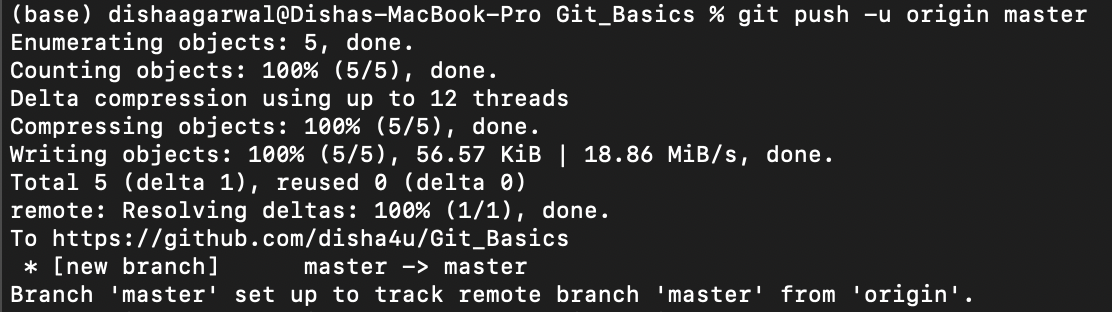 (base) dishaagarwal@Dishas-MacBook-Pro Git_Basics % git push -u origin master
Enumerating objects: 5, done.
Counting objects: 100% (5/5), done.
Delta compression using up to 12 threads
Compressing objects: 100% (5/5), done.
Writing objects: 100% (5/5), 56.57 KiB | 18.86 MiB/s, done.
Total 5 (delta 1), reused 0 (delta 0)
remote: Resolving deltas: 100% (1/1), done.
To https://github.com/disha4u/Git_Basics
 * [new branch]      master -> master
Branch 'master' set up to track remote branch 'master' from 'origin'.